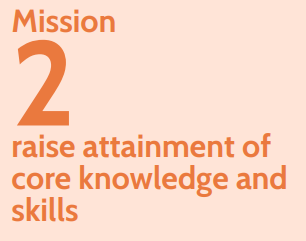 Mission
2
raise attainment of
core knowledge and
skills